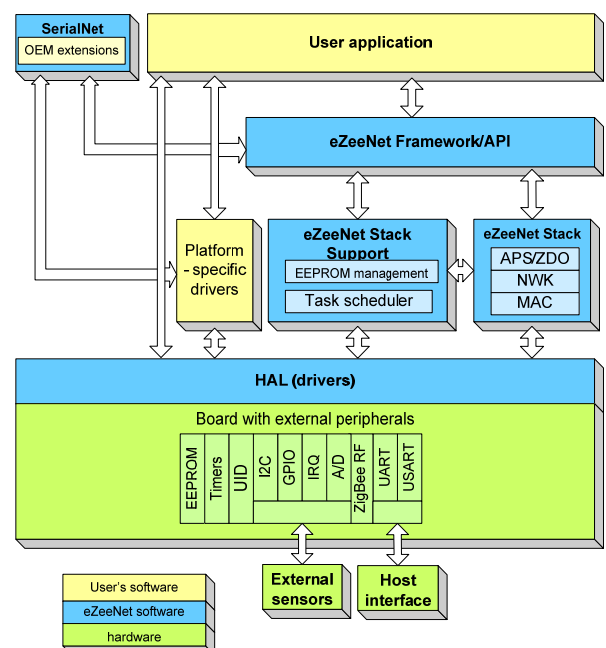 SerialNet
OEM extensions
User application
eZeeNet Framework/API
Platform
- specific
drivers
eZeeNet Stack
Support
EEPROM management
Task scheduler
eZeeNet Stack
APS/ZDO
NWK
MAC
HAL (drivers)
Board with external peripherals
EEPROM
Timers
UID
I2C
GPIO
IRQ
A/D
ZigBee RF
UART
USART
External
sensors
Host
interface
User's software
eZeeNet software
hardware